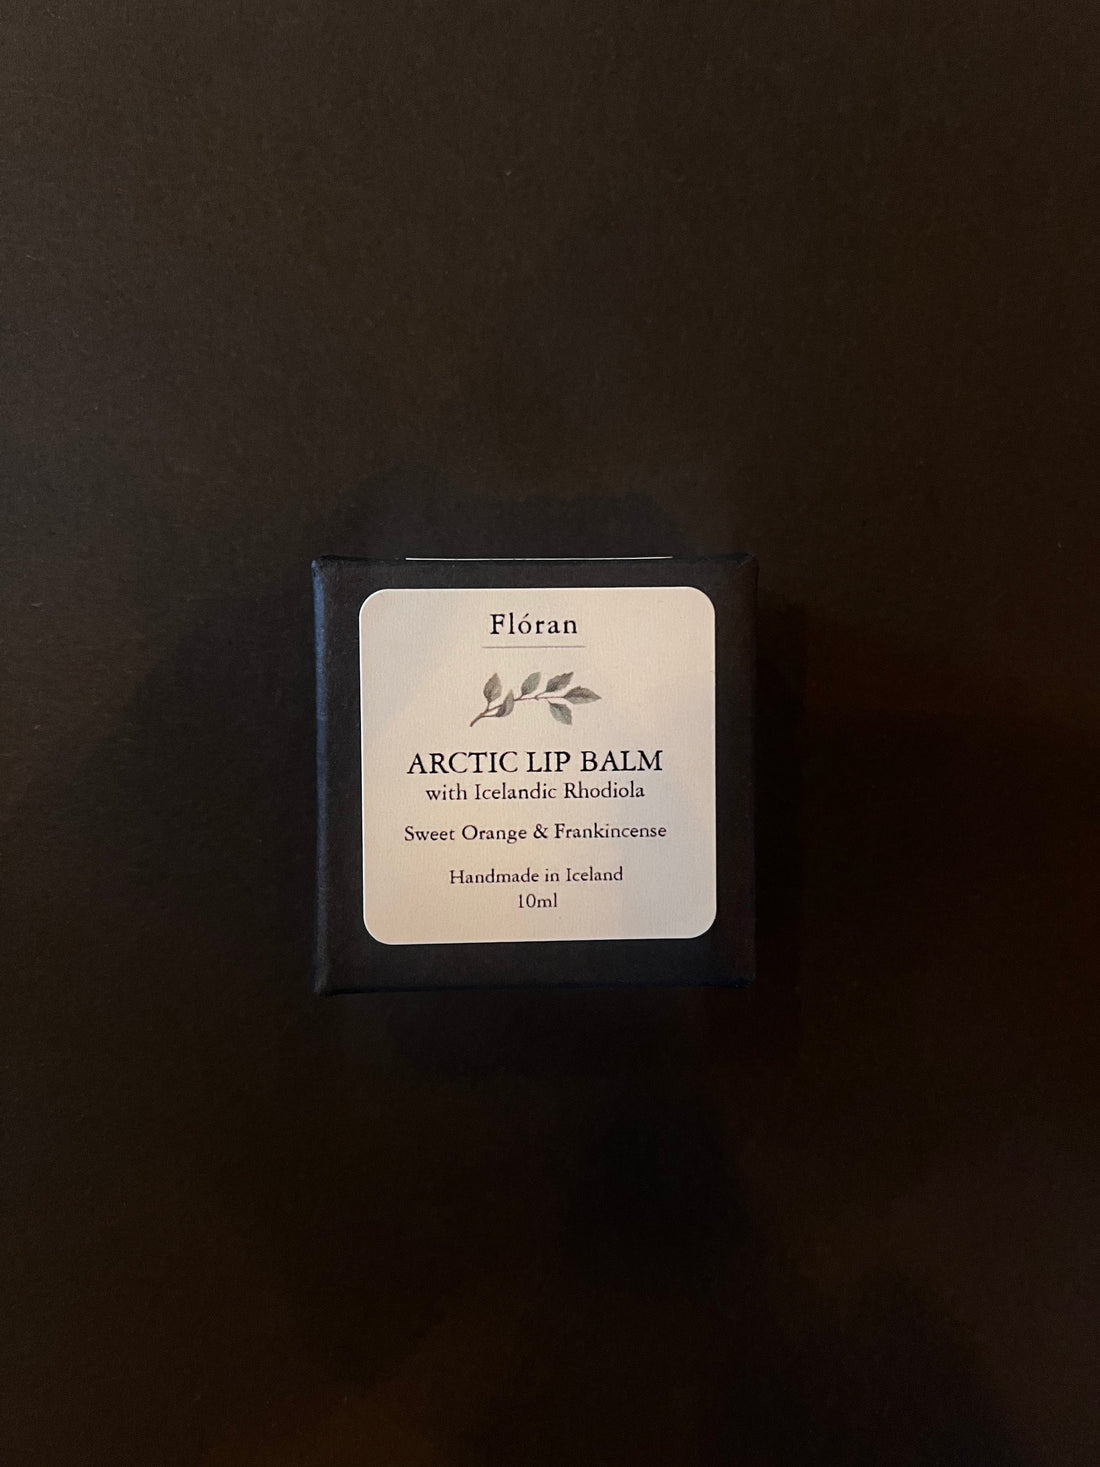 Flóran
ARCTIC LIP BALM
with Icelandic Rhodiola
Sweet Orange & Frankincense
Handmade in Iceland
10ml